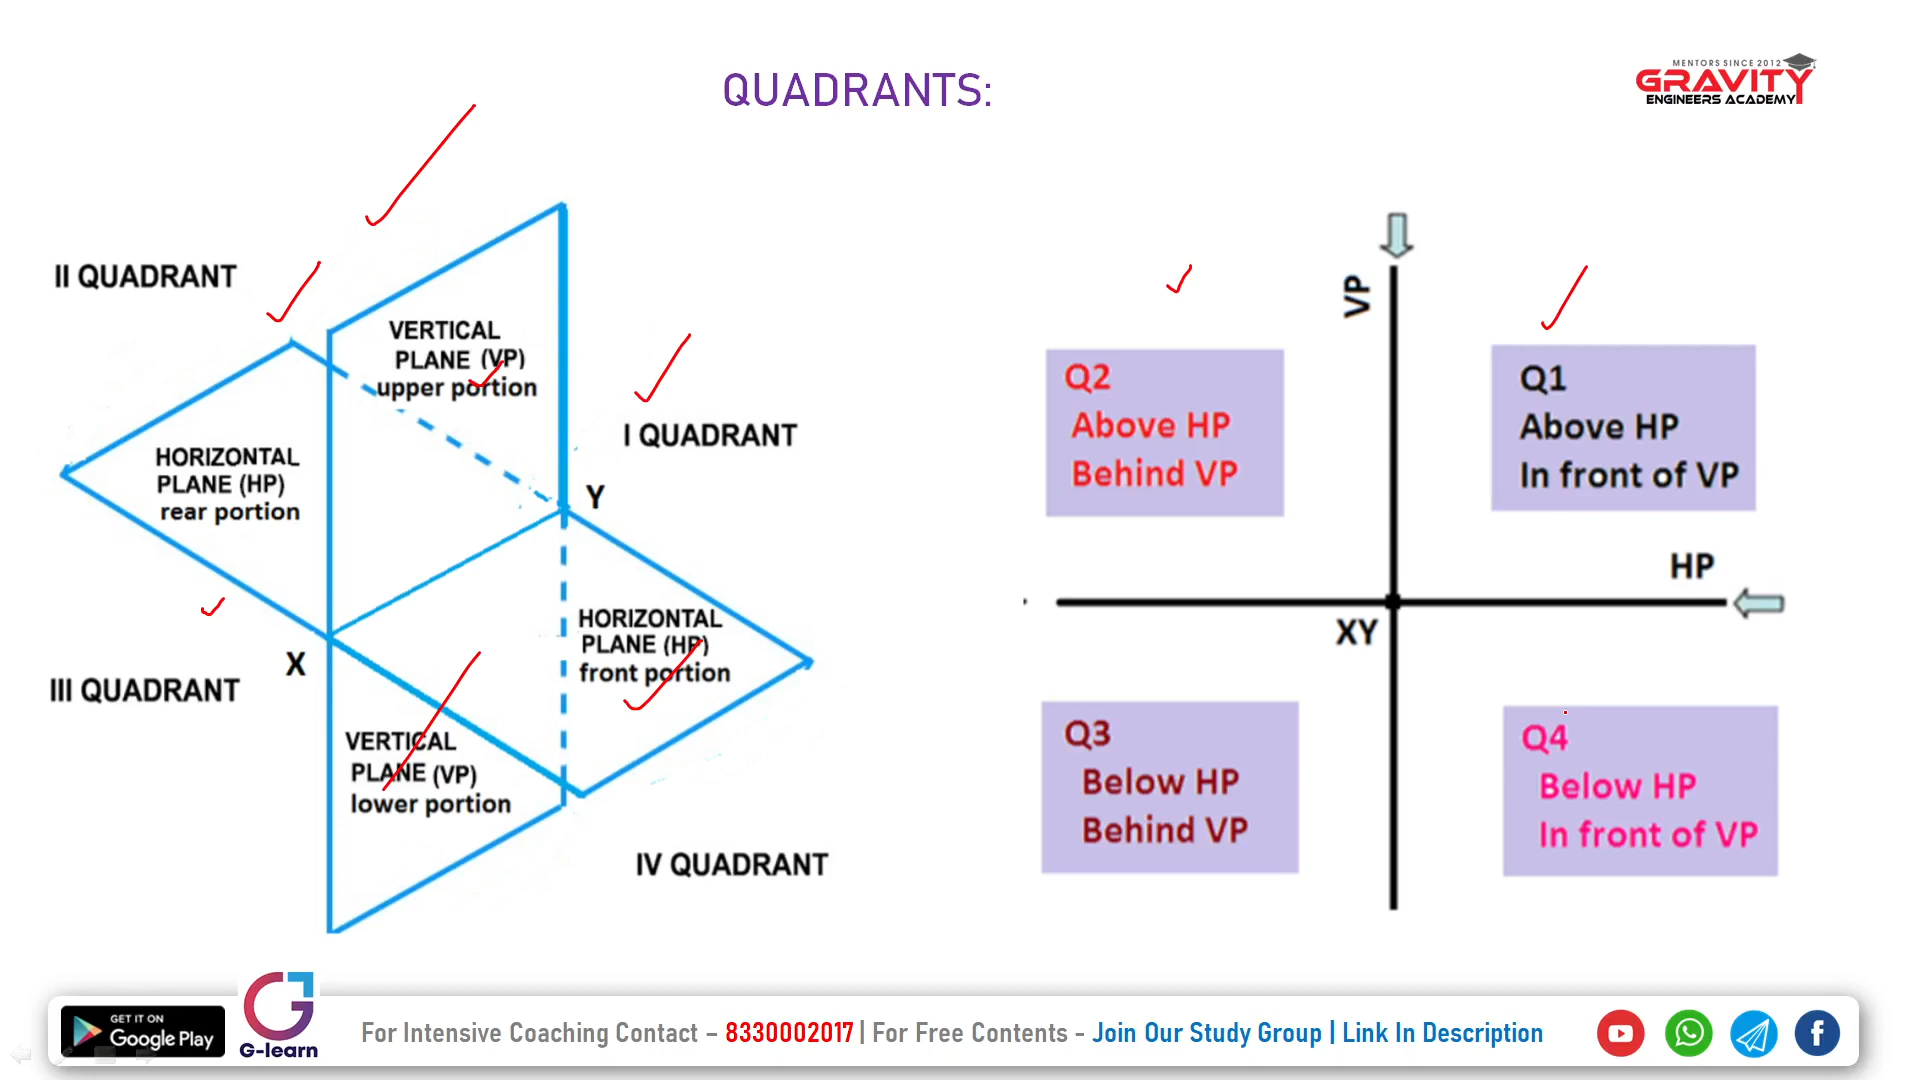 QUADRANTS:
MENTORS SINCE 2012
GRAVITY
ENGINEERS ACADEMY
II QUADRANT
VERTICAL
PLANE (VP)
upper portion
I QUADRANT
HORIZONTAL
PLANE (HP)
rear portion
Y
HORIZONTAL
PLANE (HP)
front portion
X
III QUADRANT
VERTICAL
PLANE (VP)
lower portion
IV QUADRANT
VP
Q2
Above HP
Behind VP
Q1
Above HP
In front of VP
HP
XY
Q3
Below HP
Behind VP
Q4
Below HP
In front of VP
GET IT ON
Google Play
G-learn
For Intensive Coaching Contact – 8330002017 | For Free Contents - Join Our Study Group | Link In Description